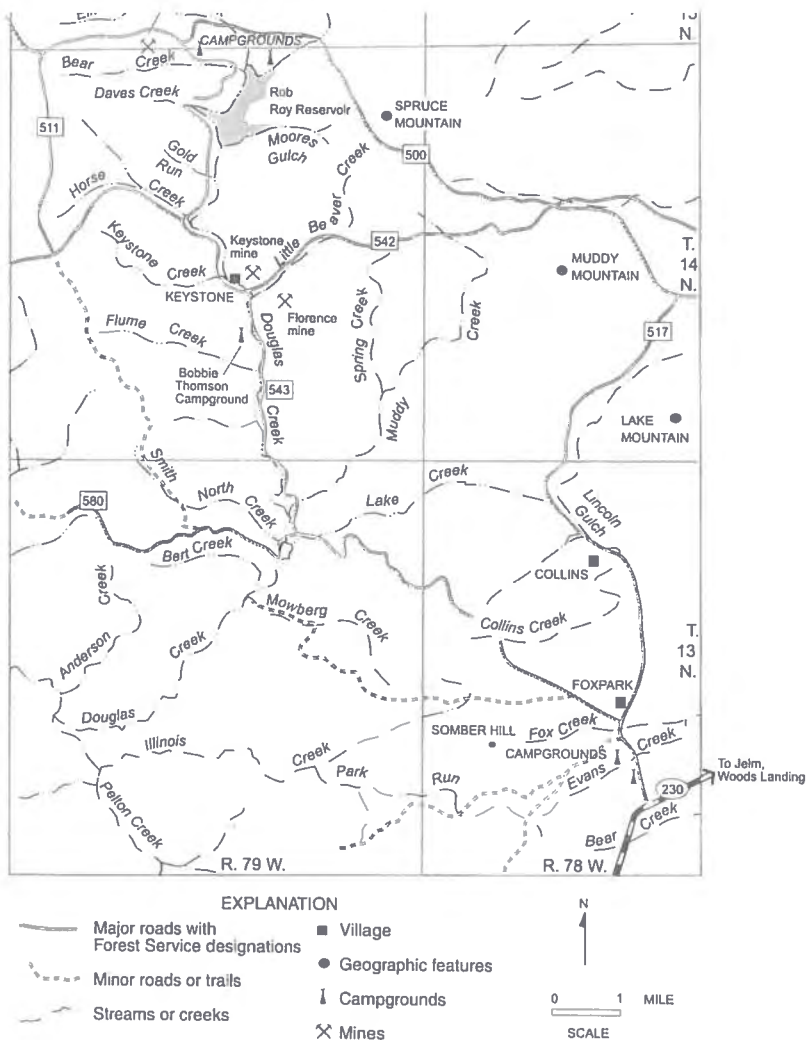 CAMPGROUNDS
15
N.
Bear Creek
Daves Creek
Rob
Roy Reservoir
SPRUCE
MOUNTAIN
511
Moores
Gulch
Gold
Run
Creek
500
Horse
Creek
Little Beaver Creek
542
Keystone
Creek
Keystone
mine
KEYSTONE
MUDDY
MOUNTAIN
T.
14
N.
Florence
mine
517
Flume Creek
Douglas
Creek
Spring Creek
Muddy
Creek
Bobbie
Thomson
Campground
543
LAKE
MOUNTAIN
Smith
North
Creek
580
Lake
Creek
Lincoln
Gulch
Bert Creek
COLLINS
Creek
Anderson
Mowberg
Creek
Collins Creek
T.
13
N.
Douglas
Creek
FOXPARK
SOMBER HILL
Fox Creek
Illinois
Creek
CAMPGROUNDS
Creek
Park
Run
Evans
To Jelm,
Woods Landing
230
Pelton Creek
Bear
Creek
R. 79 W.
R. 78 W.
EXPLANATION
Major roads with
Forest Service designations
Minor roads or trails
Streams or creeks
Village
Geographic features
Campgrounds
Mines
N
0 1 MILE
SCALE